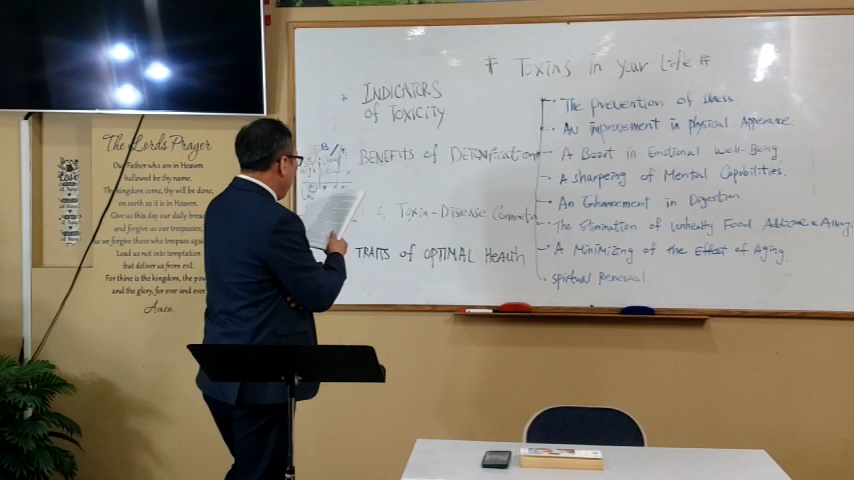 The Lords Prayer
Our Father who are in Heaven
hallowed be thy name.
Thy kingdom come, thy will be done,
on earth as it is in Heaven.
Give us this day our daily bread
and forgive us our trespasses,
as we forgive those who trespass
Lead us not into temptation
but deliver us from evil.
For thine is the kingdom, the pow
and the glory, for ever and ever
Amen
# Toxins in your Life #
* INDICATORS
of TOXICITY
BENEFITS of DETOXification
Toxin-Disease Connect
TRAITS of OPTIMAL HEALTH
The prevention of illness.
An improvement in physical Apperance.
A Boost in Emotional Well-Being
A sharpening of Mental Capabilities.
An Enhancement in Digestion
The Elimination of unhealthy Food
A Minimizing of the Effect of Aging.
spiritual Renewal.